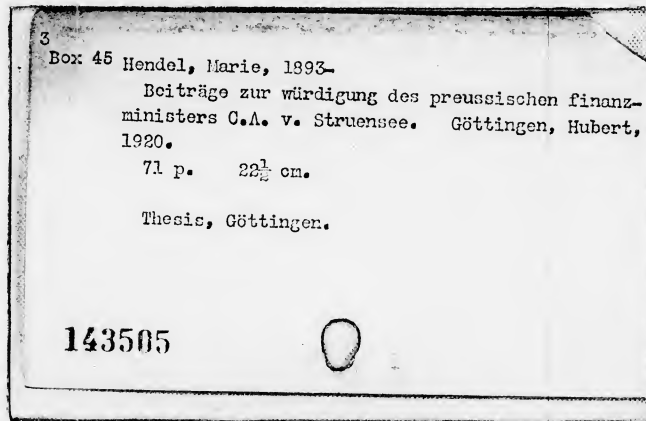 3
Box 45 Hendel, Marie, 1893-
Beiträge zur würdigung des preussischen finanz-
ministers C.A. v. Struensee. Göttingen, Hubert,
1920.
71 p. 22½ cm.
Thesis, Göttingen.
143505